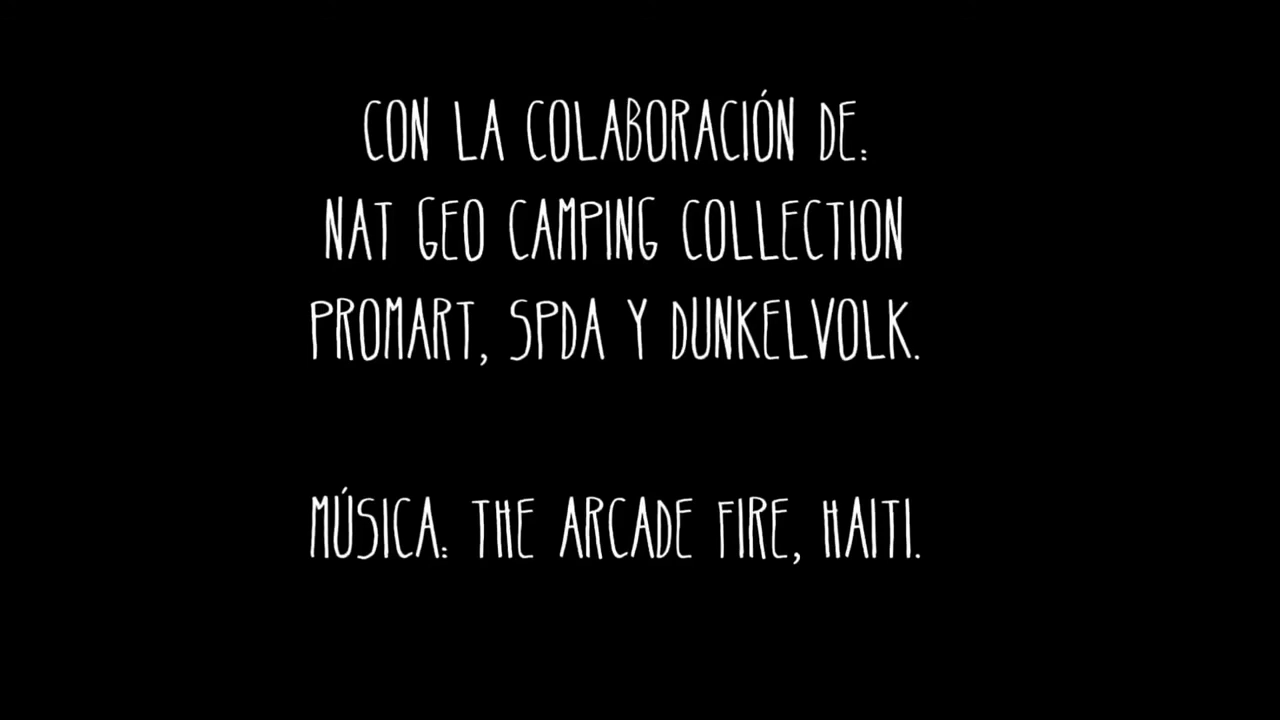 CON LA COLABORACIÓN DE:
NAT GEO CAMPING COLLECTION
PROMART, SPDA Y DUNKELVOLK.
MÚSICA: THE ARCADE FIRE, HAITI.